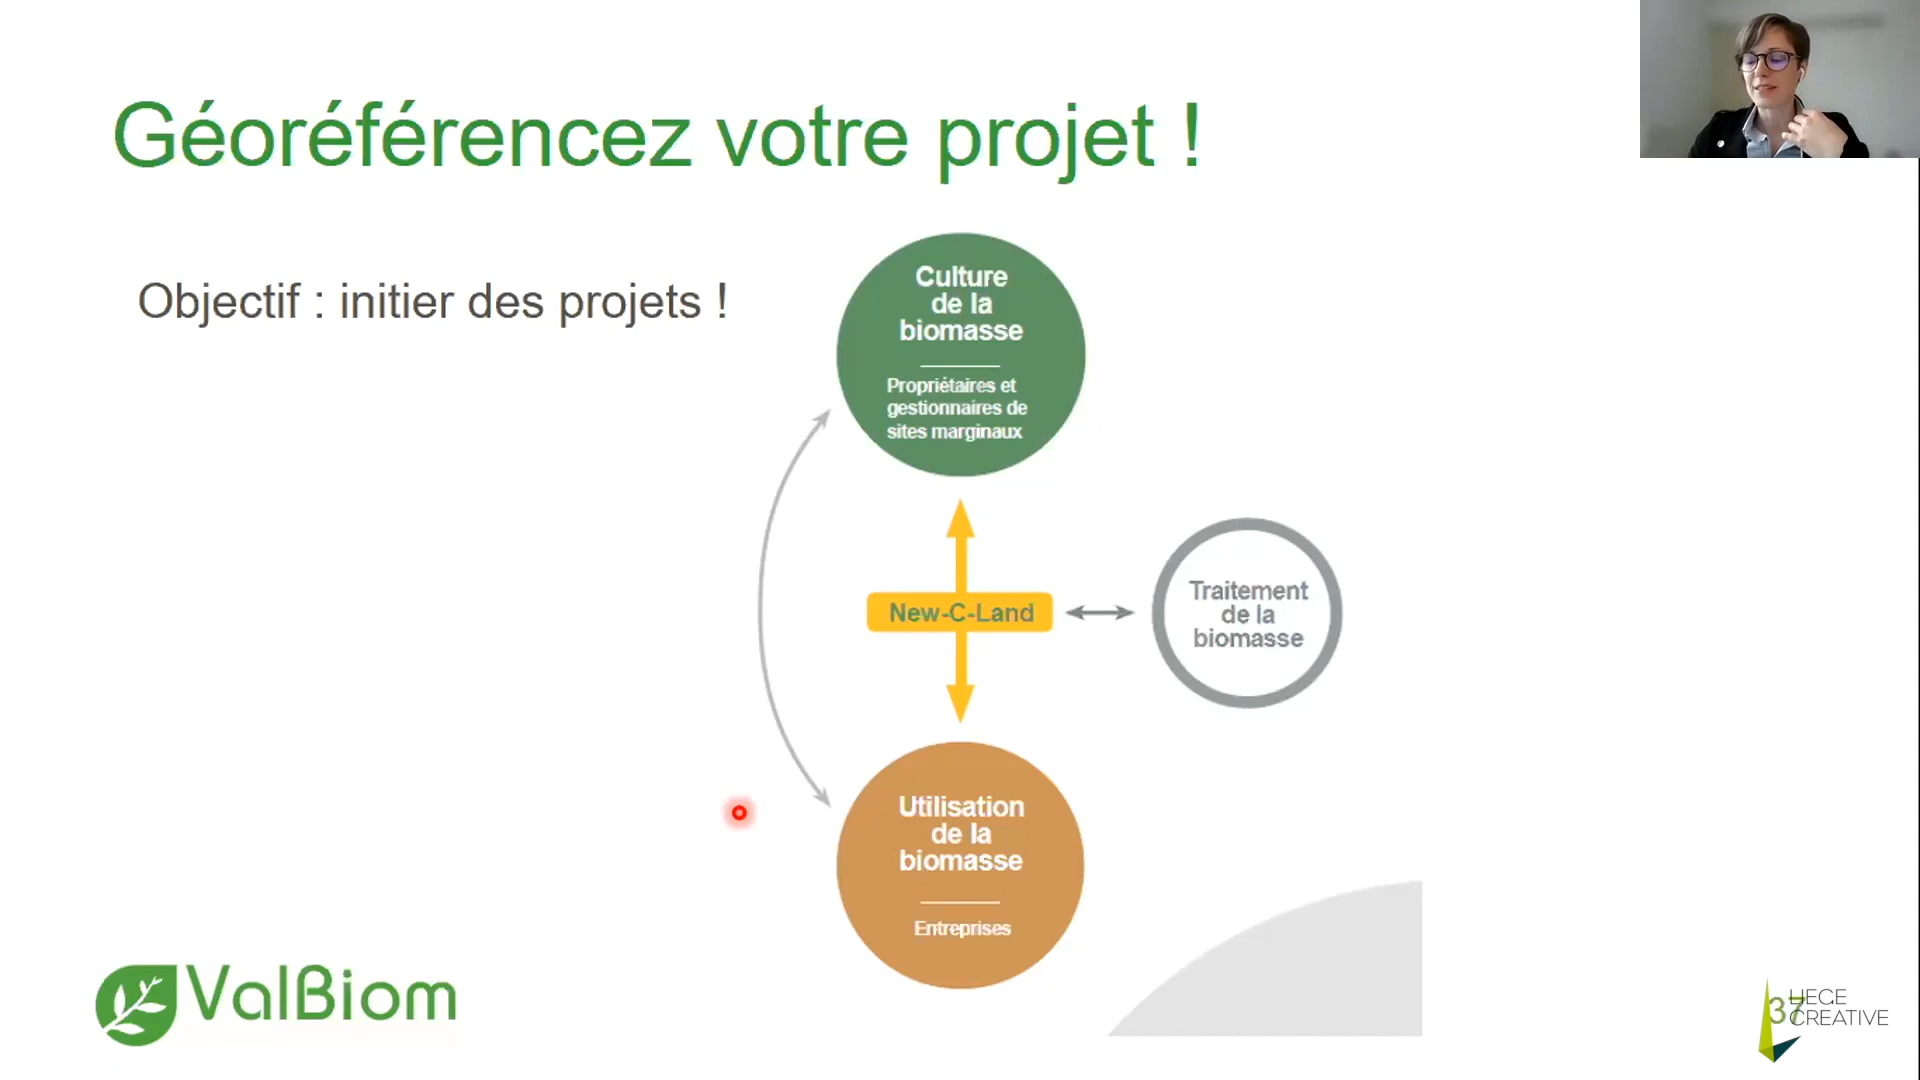 Géoréférencez votre projet !
Objectif : initier des projets !
Culture
de la
biomasse
Propriétaires et
gestionnaires de
sites marginaux
New-C-Land
Traitement
de la
biomasse
Utilisation
de la
biomasse
Entreprises
ValBiom
37
LIEGE
CREATIVE